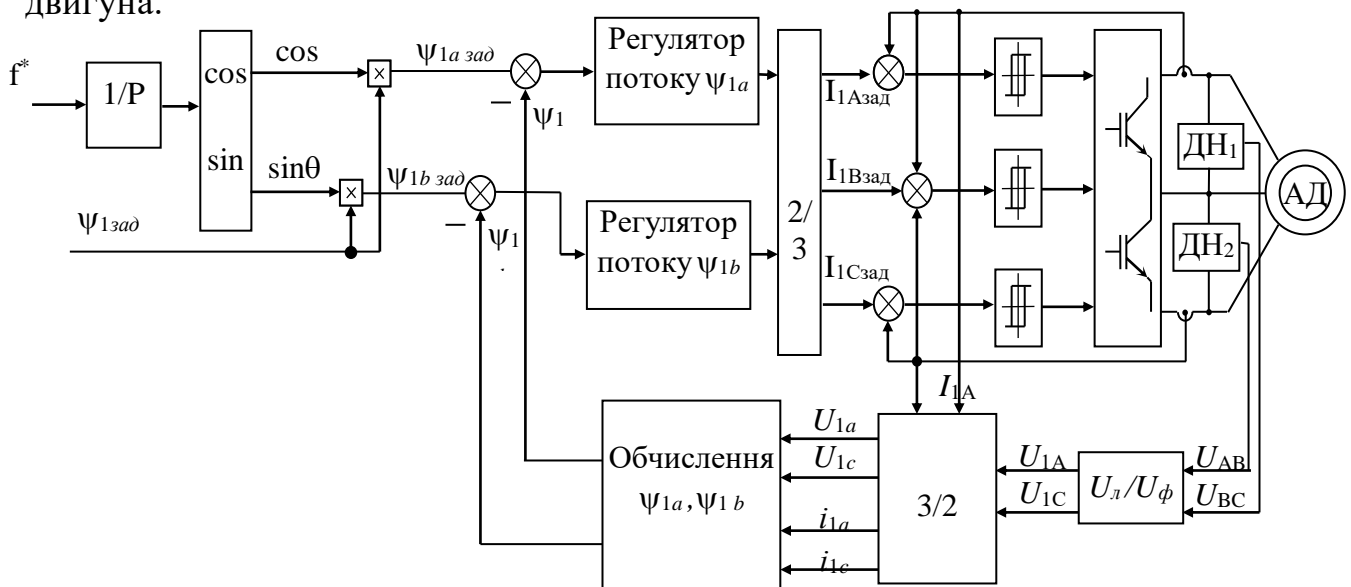 двигуна.
f*
1/P
cos
sin
cos
sinθ
×
×
ψ1зад
ψ1a зад
ψ1b зад
−
ψ1
−
ψ1
Регулятор
потоку ψ1a
Регулятор
потоку ψ1b
2/
3
I1Aзад
I1Bзад
I1Cзад
ДН1
ДН2
АД
I1A
Обчислення
ψ1a,ψ1 b
U1a
U1c
i1a
i1c
3/2
U1A
U1C
Uл/Uф
UAB
UBC